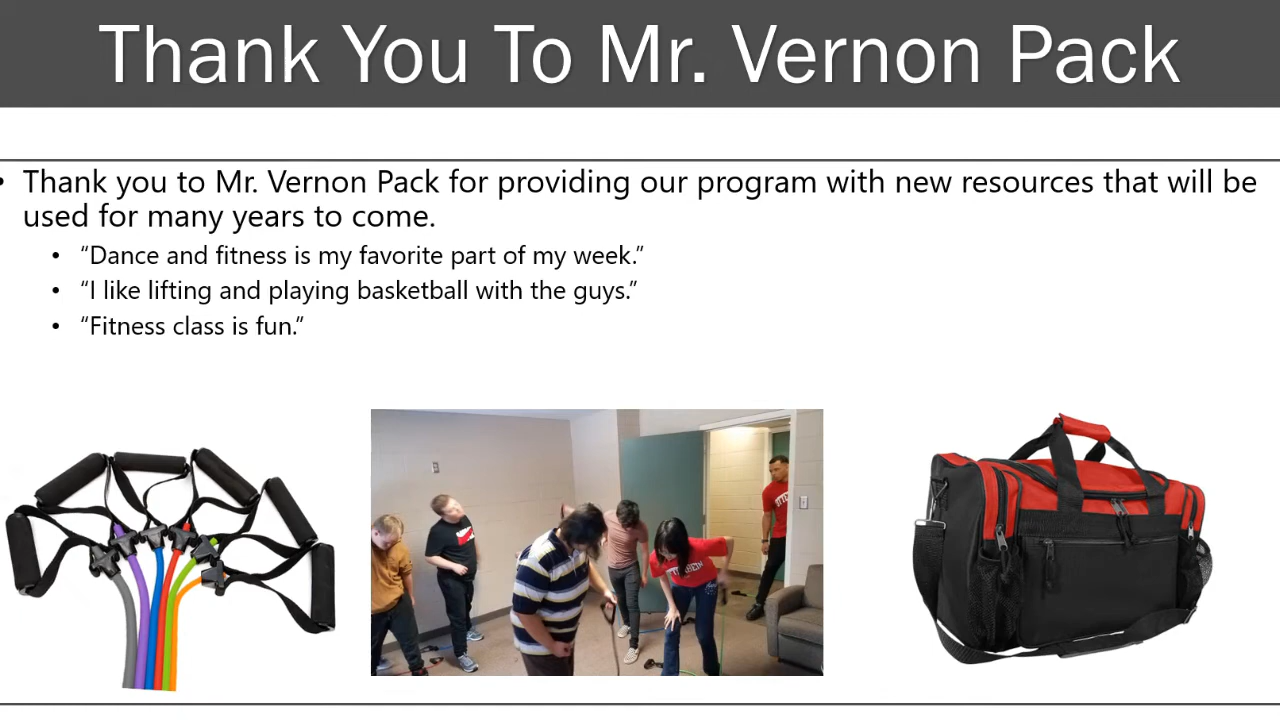 Thank You To Mr. Vernon Pack
• Thank you to Mr. Vernon Pack for providing our program with new resources that will be
used for many years to come.
• “Dance and fitness is my favorite part of my week.”
• “I like lifting and playing basketball with the guys.”
• “Fitness class is fun.”